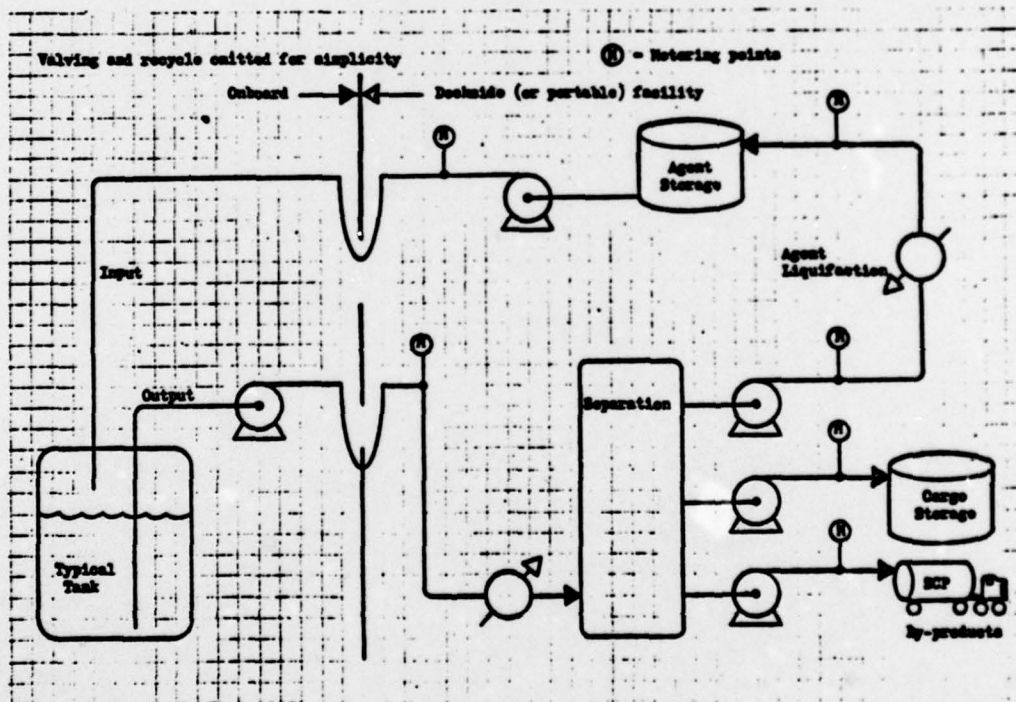 Valving and recycle omitted for simplicity
Ⓜ - Metering points
Onboard
Dockside (or portable) facility
M
M
Agent
Storage
Input
Agent
Liquifaction
M
M
Output
Separation
M
Cargo
Storage
M
Typical
Tank
BCP
By-products